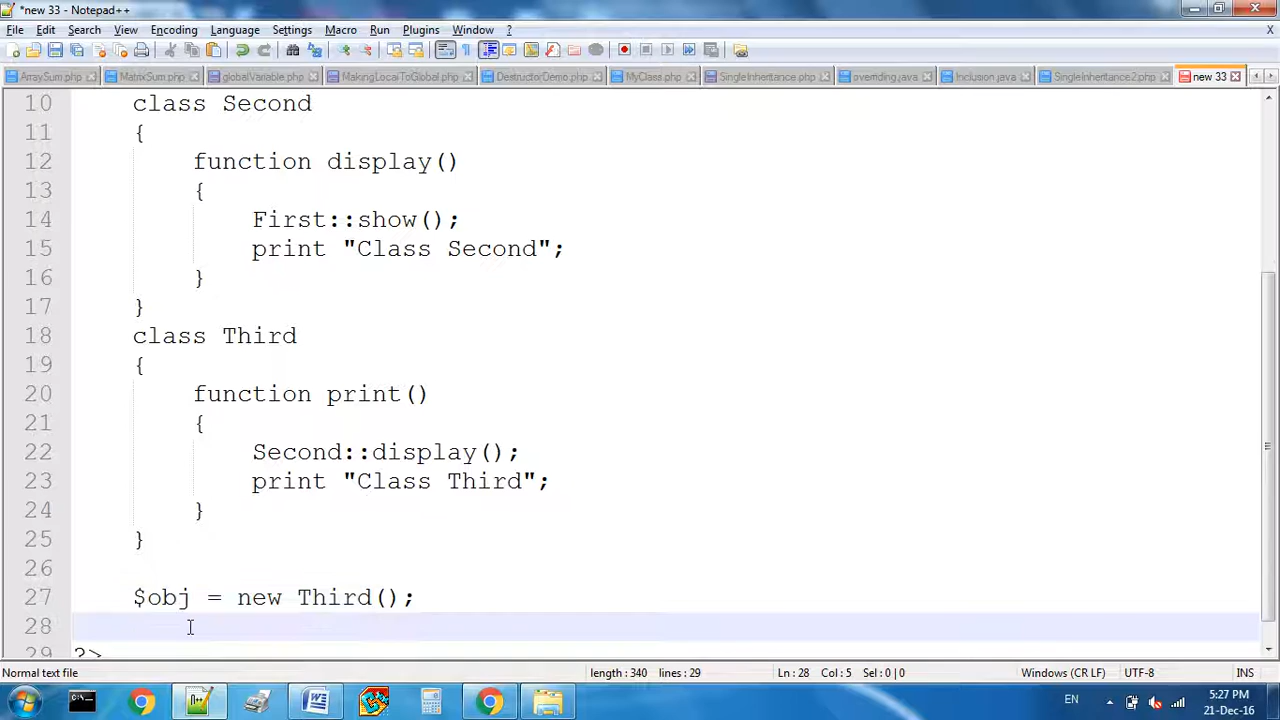 *new 33 - Notepad++
File Edit Search View Encoding Language Settings Macro Run Plugins Window ? X
ArraySum.php MatrixSum.php globalVariable.php MakingLocalToGlobal.php DestructorDemo.php MyClass.php SingleInheritance.php overriding.java Inclusion.java SingleInheritance2.php new 33
10 class Second
11 {
12 function display()
13 {
14 First::show();
15 print "Class Second";
16 }
17 }
18 class Third
19 {
20 function print()
21 {
22 Second::display();
23 print "Class Third";
24 }
25 }
26
27 $obj = new Third();
28
29 ?>
Normal text file length : 340 lines : 29 Ln : 28 Col : 5 Sel : 0 | 0 Windows (CR LF) UTF-8 INS
EN 5:27 PM
21-Dec-16